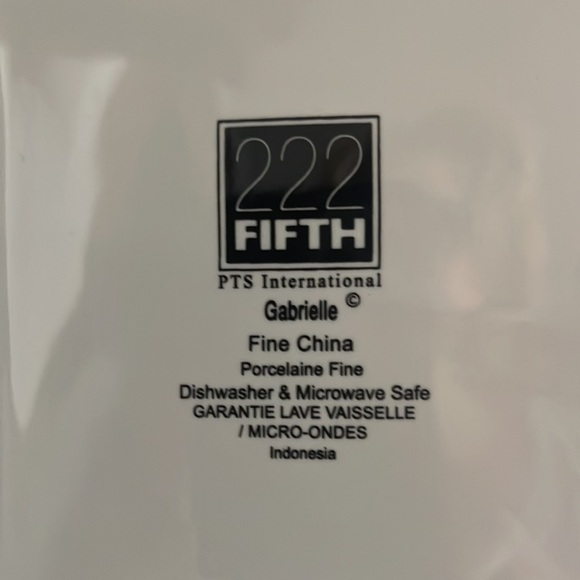 222
FIFTH
PTS International
Gabrielle ©
Fine China
Porcelaine Fine
Dishwasher & Microwave Safe
GARANTIE LAVE VAISSELLE
/ MICRO-ONDES
Indonesia